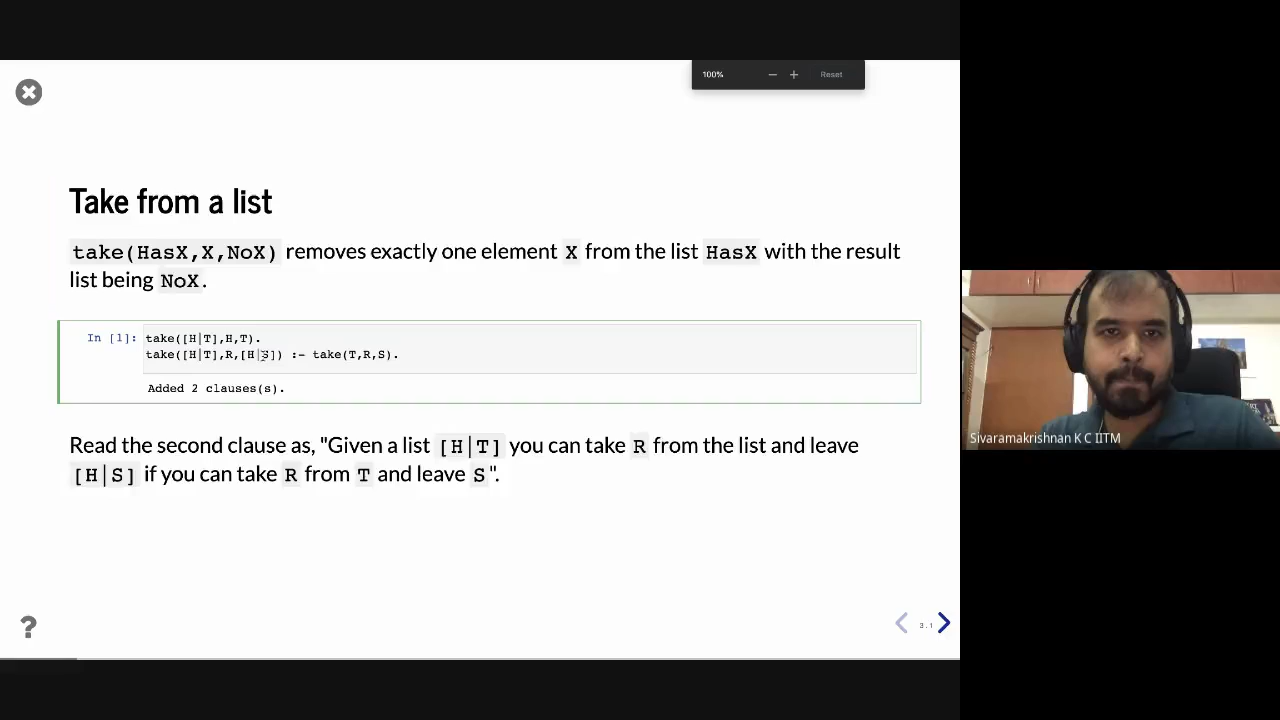 100% − + Reset
Take from a list
take(HasX,X,NoX) removes exactly one element X from the list HasX with the result
list being NoX.
In [1]: take([H|T],H,T).
take([H|T],R,[H|S]) :- take(T,R,S).
Added 2 clauses(s).
Read the second clause as, "Given a list [H|T] you can take R from the list and leave
[H|S] if you can take R from T and leave S".
Sivaramakrishnan K C IITM
?
3.1